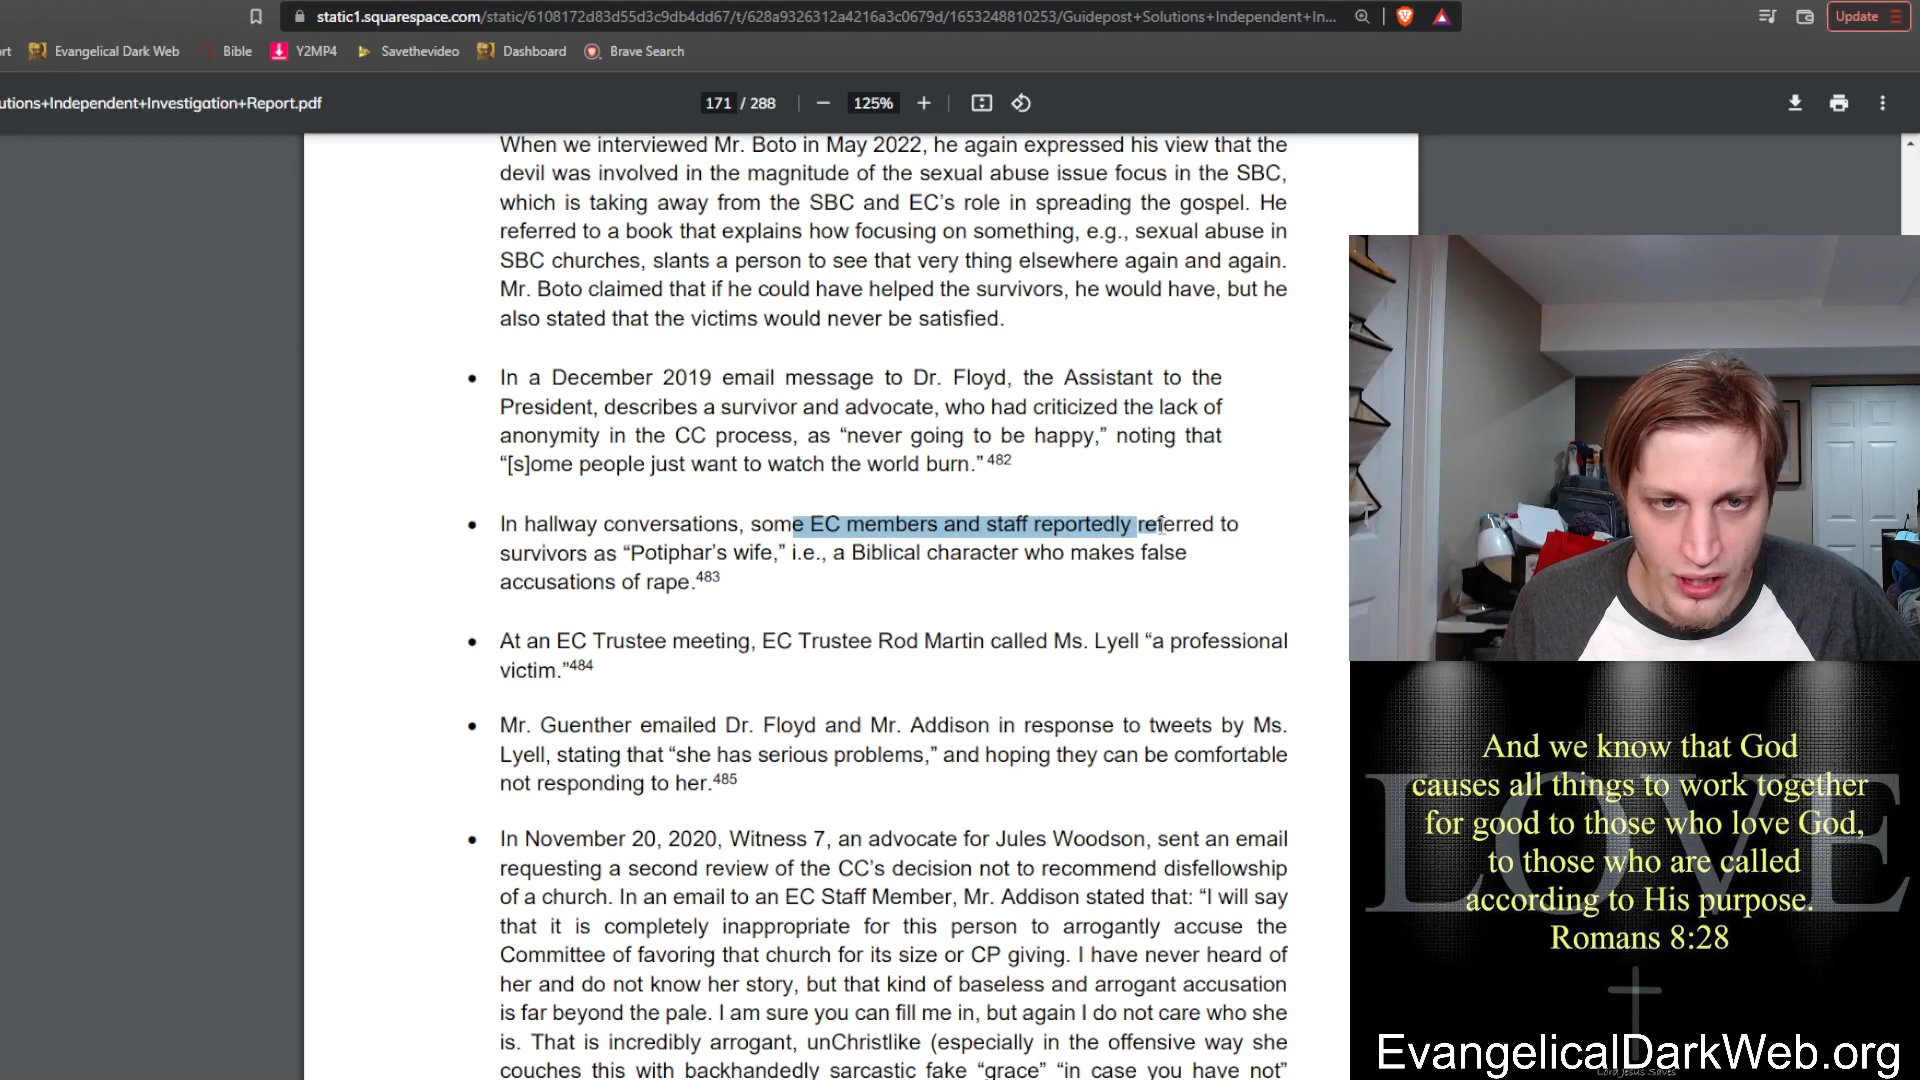 static1.squarespace.com/static/6108172d83d55d3c9db4dd67/t/628a9326312a4216a3c0679d/1653248810253/Guidepost+Solutions+Independent+In...
Update
rt
Evangelical Dark Web
Bible
Y2MP4
Savethevideo
Dashboard
Brave Search
utions+Independent+Investigation+Report.pdf
171 / 288
125%
When we interviewed Mr. Boto in May 2022, he again expressed his view that the
devil was involved in the magnitude of the sexual abuse issue focus in the SBC,
which is taking away from the SBC and EC's role in spreading the gospel. He
referred to a book that explains how focusing on something, e.g., sexual abuse in
SBC churches, slants a person to see that very thing elsewhere again and again.
Mr. Boto claimed that if he could have helped the survivors, he would have, but he
also stated that the victims would never be satisfied.
• In a December 2019 email message to Dr. Floyd, the Assistant to the
President, describes a survivor and advocate, who had criticized the lack of
anonymity in the CC process, as “never going to be happy,” noting that
“[s]ome people just want to watch the world burn.” 482
• In hallway conversations, some EC members and staff reportedly referred to
survivors as “Potiphar's wife,” i.e., a Biblical character who makes false
accusations of rape.483
• At an EC Trustee meeting, EC Trustee Rod Martin called Ms. Lyell “a professional
victim.”484
• Mr. Guenther emailed Dr. Floyd and Mr. Addison in response to tweets by Ms.
Lyell, stating that “she has serious problems,” and hoping they can be comfortable
not responding to her.485
• In November 20, 2020, Witness 7, an advocate for Jules Woodson, sent an email
requesting a second review of the CC's decision not to recommend disfellowship
of a church. In an email to an EC Staff Member, Mr. Addison stated that: “I will say
that it is completely inappropriate for this person to arrogantly accuse the
Committee of favoring that church for its size or CP giving. I have never heard of
her and do not know her story, but that kind of baseless and arrogant accusation
is far beyond the pale. I am sure you can fill me in, but again I do not care who she
is. That is incredibly arrogant, unChristlike (especially in the offensive way she
couches this with backhandedly sarcastic fake “grace” “in case you have not”
LOVE
And we know that God
causes all things to work together
for good to those who love God,
to those who are called
according to His purpose.
Romans 8:28
EvangelicalDarkWeb.org
Lord Jesus Saves